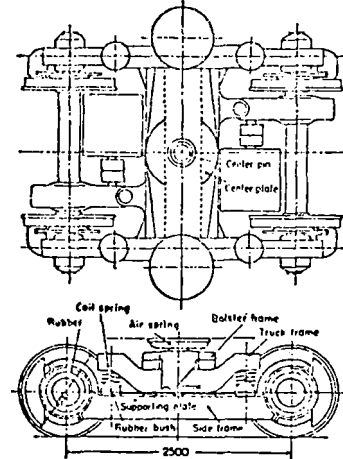 Center pin
Center plate
Coil spring
Rubber
Air spring
Bolster frame
Truck frame
Supporting plate
Rubber bush
Side frame
2500